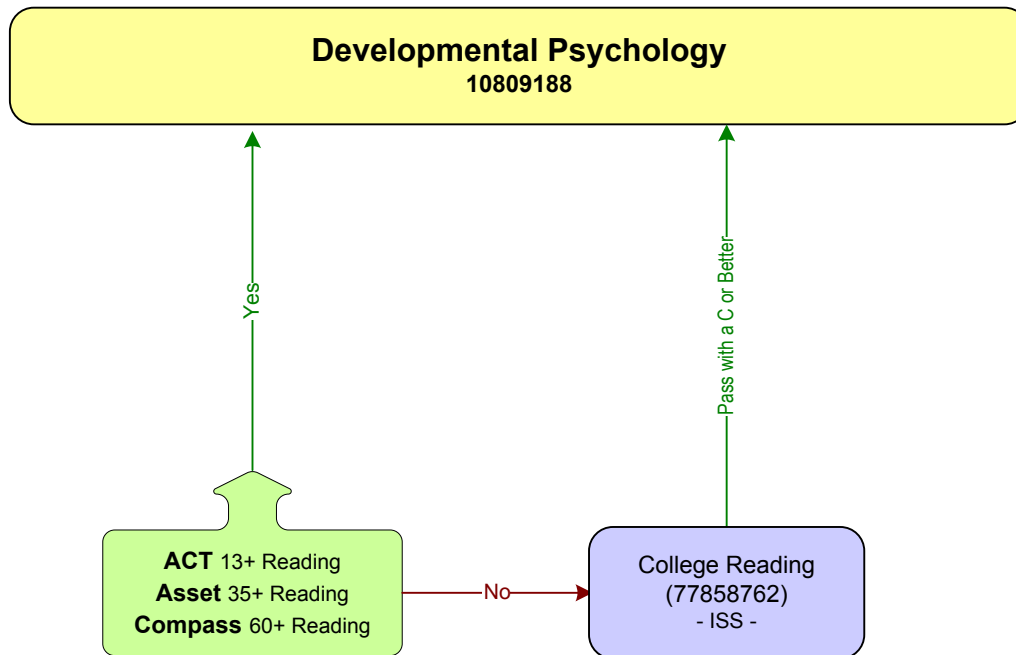 Developmental Psychology
10809188
Yes
Pass with a C or Better
ACT 13+ Reading
Asset 35+ Reading
Compass 60+ Reading
No
College Reading
(77858762)
- ISS -